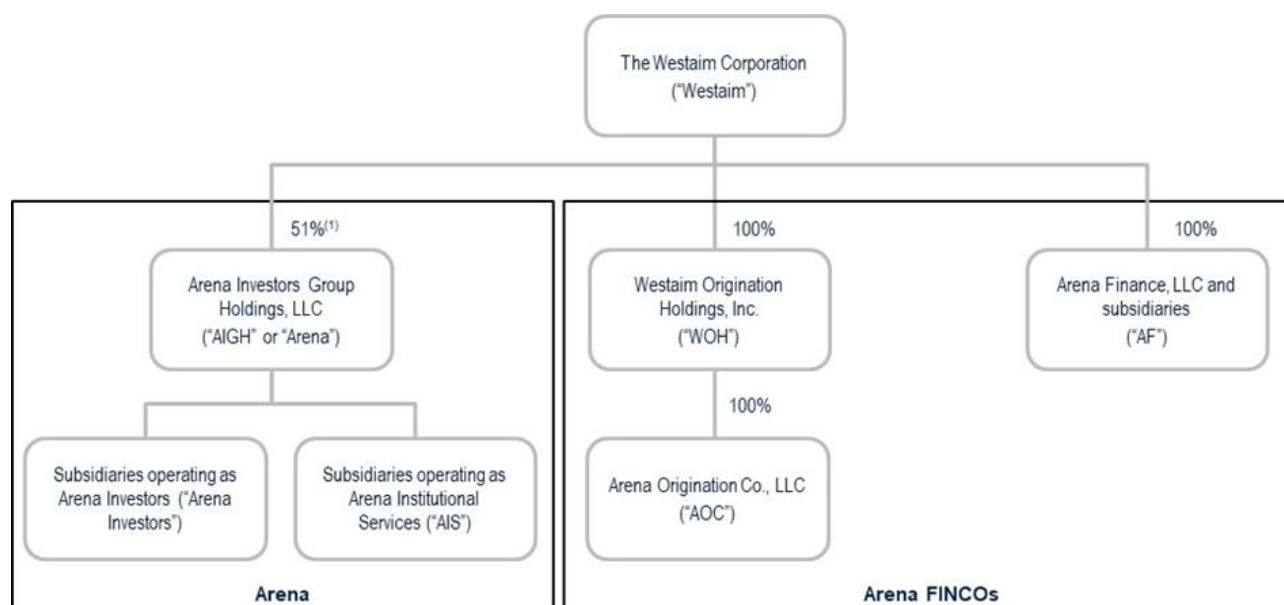 The Westaim Corporation
(“Westaim”)
51%(1)
100%
100%
Arena Investors Group
Holdings, LLC
(“AIGH” or “Arena”)
Westaim Origination
Holdings, Inc.
(“WOH”)
Arena Finance, LLC and
subsidiaries
(“AF”)
100%
Subsidiaries operating as
Arena Investors (“Arena
Investors”)
Subsidiaries operating as
Arena Institutional
Services (“AIS”)
Arena Origination Co., LLC
(“AOC”)
Arena
Arena FINCOs